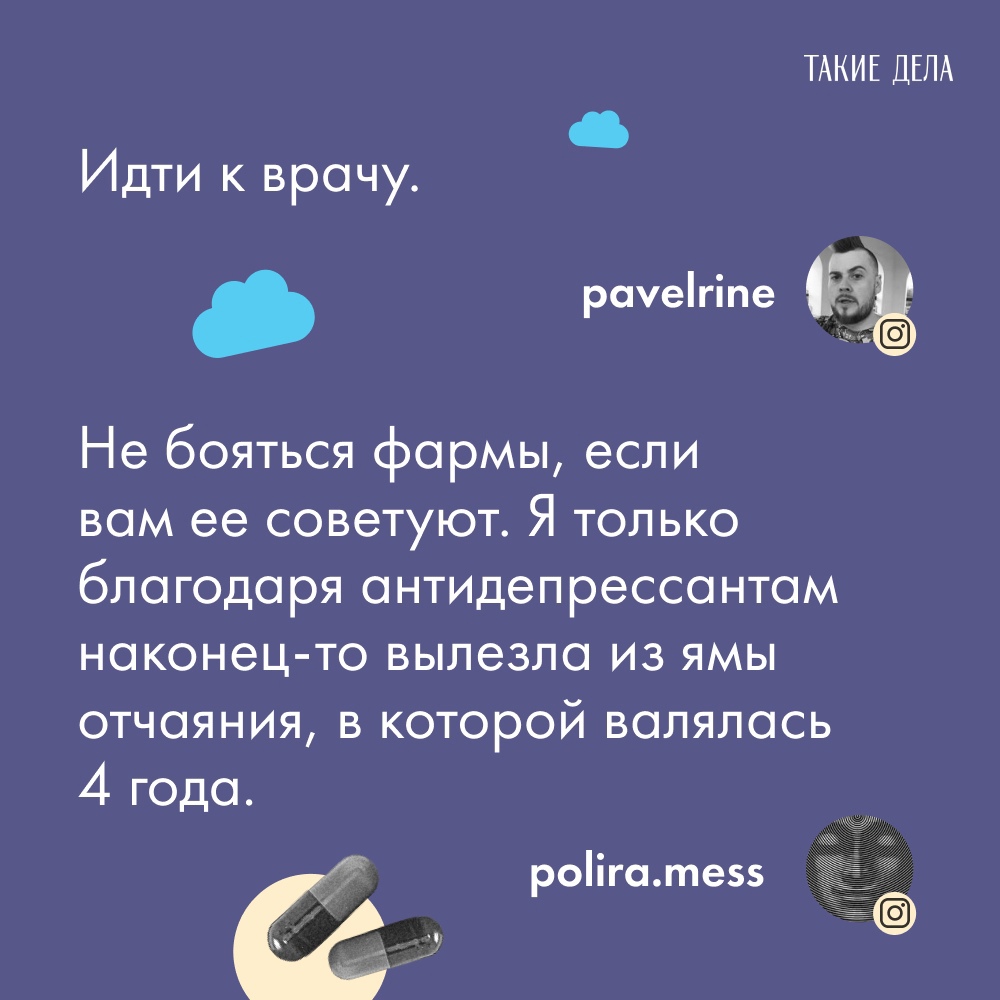 ТАКИЕ ДЕЛА
Идти к врачу.
pavelrine
Не бояться фармы, если
вам ее советуют. Я только
благодаря антидепрессантам
наконец-то вылезла из ямы
отчаяния, в которой валялась
4 года.
polira.mess